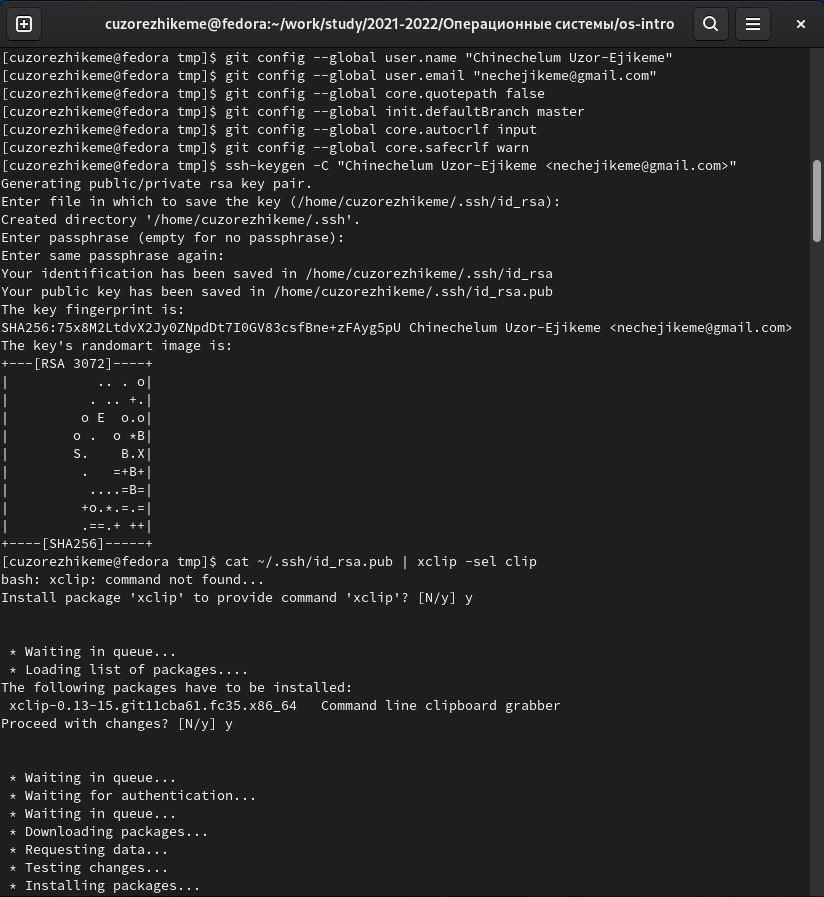 cuzorezhikeme@fedora:~/work/study/2021-2022/Операционные системы/os-intro
[cuzorezhikeme@fedora tmp]$ git config --global user.name "Chinechelum Uzor-Ejikeme"
[cuzorezhikeme@fedora tmp]$ git config --global user.email "nechejikeme@gmail.com"
[cuzorezhikeme@fedora tmp]$ git config --global core.quotepath false
[cuzorezhikeme@fedora tmp]$ git config --global init.defaultBranch master
[cuzorezhikeme@fedora tmp]$ git config --global core.autocrlf input
[cuzorezhikeme@fedora tmp]$ git config --global core.safecrlf warn
[cuzorezhikeme@fedora tmp]$ ssh-keygen -C "Chinechelum Uzor-Ejikeme <nechejikeme@gmail.com>"
Generating public/private rsa key pair.
Enter file in which to save the key (/home/cuzorezhikeme/.ssh/id_rsa):
Created directory '/home/cuzorezhikeme/.ssh'.
Enter passphrase (empty for no passphrase):
Enter same passphrase again:
Your identification has been saved in /home/cuzorezhikeme/.ssh/id_rsa
Your public key has been saved in /home/cuzorezhikeme/.ssh/id_rsa.pub
The key fingerprint is:
SHA256:75x8M2LtdvX2Jy0ZNpdDt7I0GV83csfBne+zFAyg5pU Chinechelum Uzor-Ejikeme <nechejikeme@gmail.com>
The key's randomart image is:
+---[RSA 3072]----+
|           .. . o|
|          . .. +.|
|         o E  o.o|
|        o .  o *B|
|        S.    B.X|
|         .   =+B+|
|          ....=B=|
|         +o.*.=.=|
|         .==.+ ++|
+----[SHA256]-----+
[cuzorezhikeme@fedora tmp]$ cat ~/.ssh/id_rsa.pub | xclip -sel clip
bash: xclip: command not found...
Install package 'xclip' to provide command 'xclip'? [N/y] y
 * Waiting in queue...
 * Loading list of packages....
The following packages have to be installed:
 xclip-0.13-15.git11cba61.fc35.x86_64   Command line clipboard grabber
Proceed with changes? [N/y] y
 * Waiting in queue...
 * Waiting for authentication...
 * Waiting in queue...
 * Downloading packages...
 * Requesting data...
 * Testing changes...
 * Installing packages...